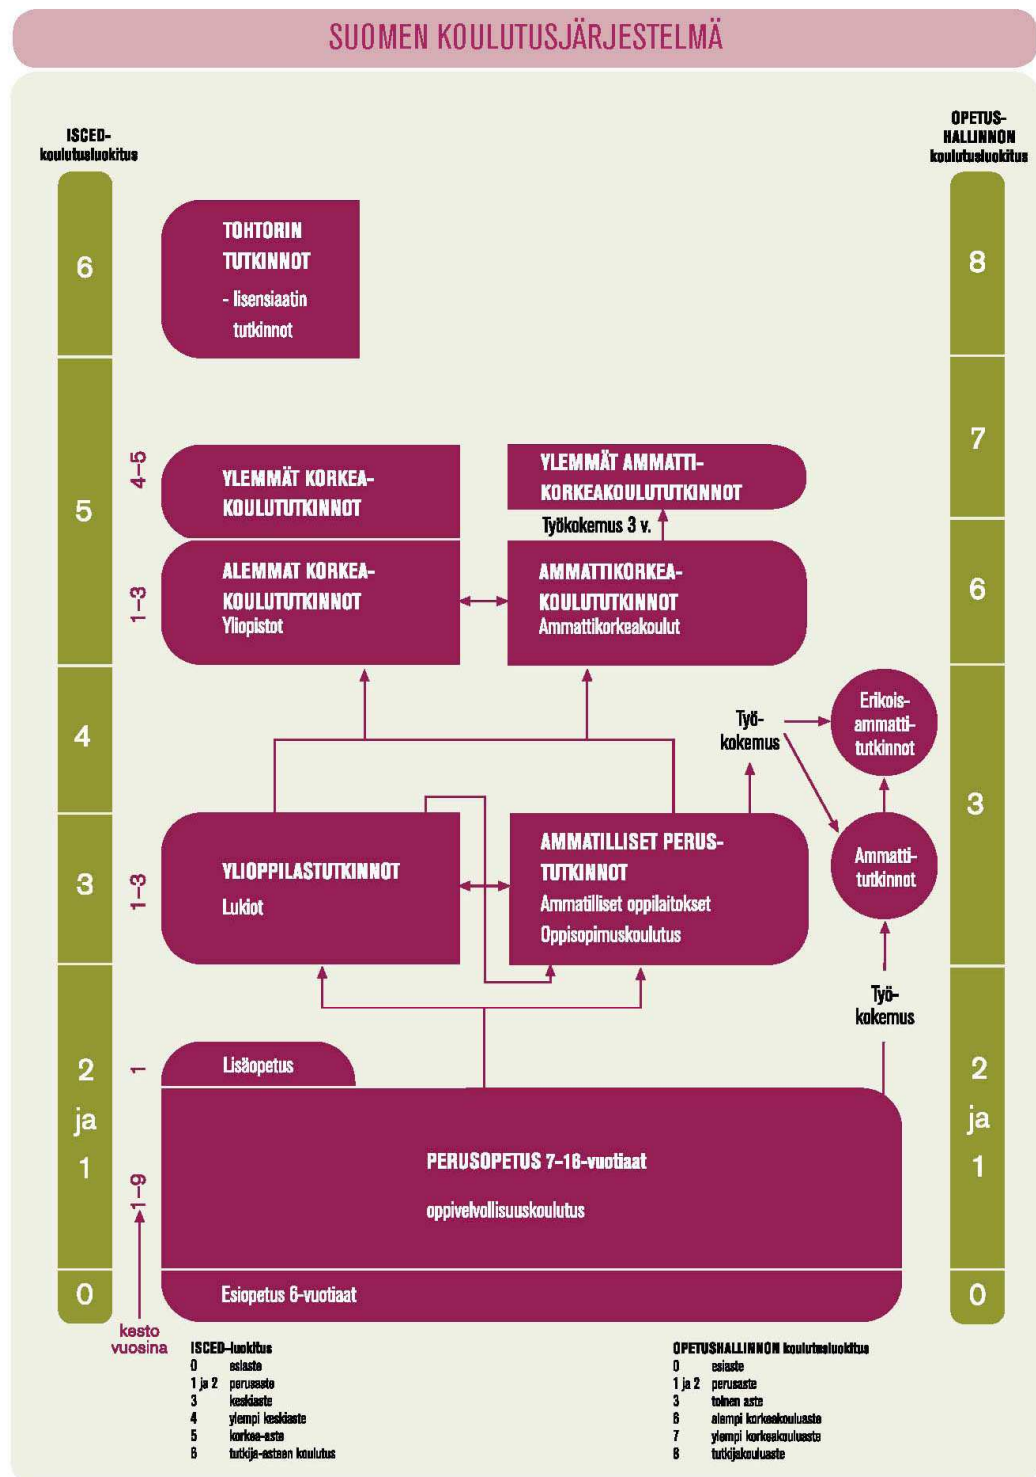 SUOMEN KOULUTUSJÄRJESTELMÄ
ISCED-
koulutusluokitus
OPETUS-
HALLINNON
koulutusluokitus
6
5
4
3
2
ja
1
0
8
7
6
3
2
ja
1
0
TOHTORIN
TUTKINNOT
- lisensiaatin
tutkinnot
4–5
YLEMMÄT KORKEA-
KOULUTUTKINNOT
YLEMMÄT AMMATTI-
KORKEAKOULUTUTKINNOT
Työkokemus 3 v.
1–3
ALEMMAT KORKEA-
KOULUTUTKINNOT
Yliopistot
AMMATTIKORKEA-
KOULUTUTKINNOT
Ammattikorkeakoulut
Työ-
kokemus
Erikois-
ammatti-
tutkinnot
1–3
YLIOPPILASTUTKINNOT
Lukiot
AMMATILLISET PERUS-
TUTKINNOT
Ammatilliset oppilaitokset
Oppisopimuskoulutus
Ammatti-
tutkinnot
Työ-
kokemus
1
Lisäopetus
1–9
PERUSOPETUS 7–16-vuotiaat
oppivelvollisuuskoulutus
Esiopetus 6-vuotiaat
kesto
vuosina
ISCED-luokitus
0 esiaste
1 ja 2 perusaste
3 keskiaste
4 ylempi keskiaste
5 korkea-aste
6 tutkija-asteen koulutus
OPETUSHALLINNON koulutusluokitus
0 esiaste
1 ja 2 perusaste
3 toinen aste
6 alempi korkeakouluaste
7 ylempi korkeakouluaste
8 tutkijakouluaste